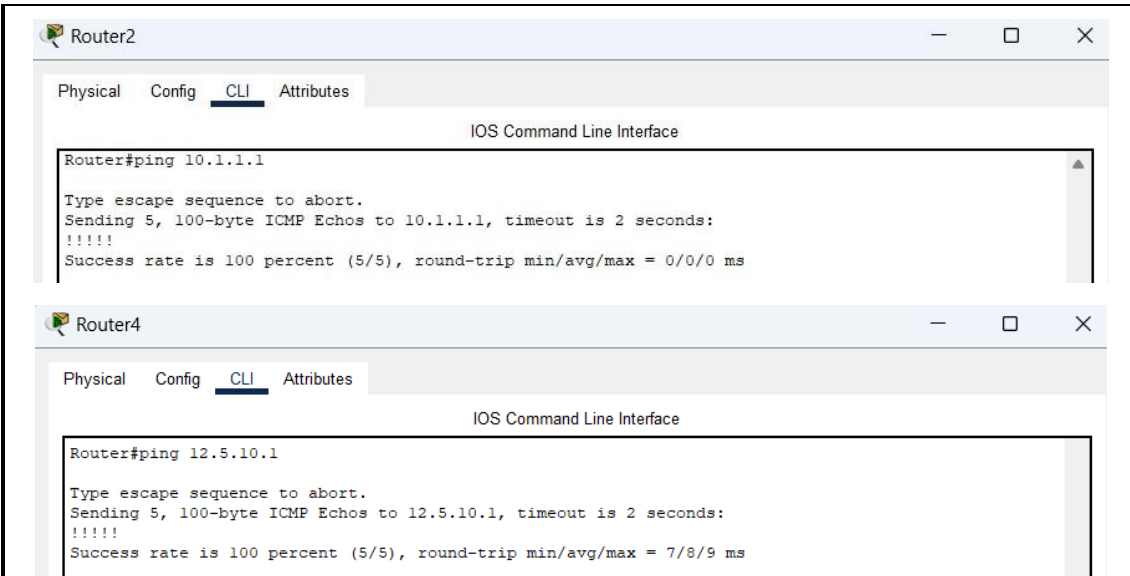 Router2
Physical Config CLI Attributes
IOS Command Line Interface
Router#ping 10.1.1.1
Type escape sequence to abort.
Sending 5, 100-byte ICMP Echos to 10.1.1.1, timeout is 2 seconds:
!!!!!
Success rate is 100 percent (5/5), round-trip min/avg/max = 0/0/0 ms
Router4
Physical Config CLI Attributes
IOS Command Line Interface
Router#ping 12.5.10.1
Type escape sequence to abort.
Sending 5, 100-byte ICMP Echos to 12.5.10.1, timeout is 2 seconds:
!!!!!
Success rate is 100 percent (5/5), round-trip min/avg/max = 7/8/9 ms